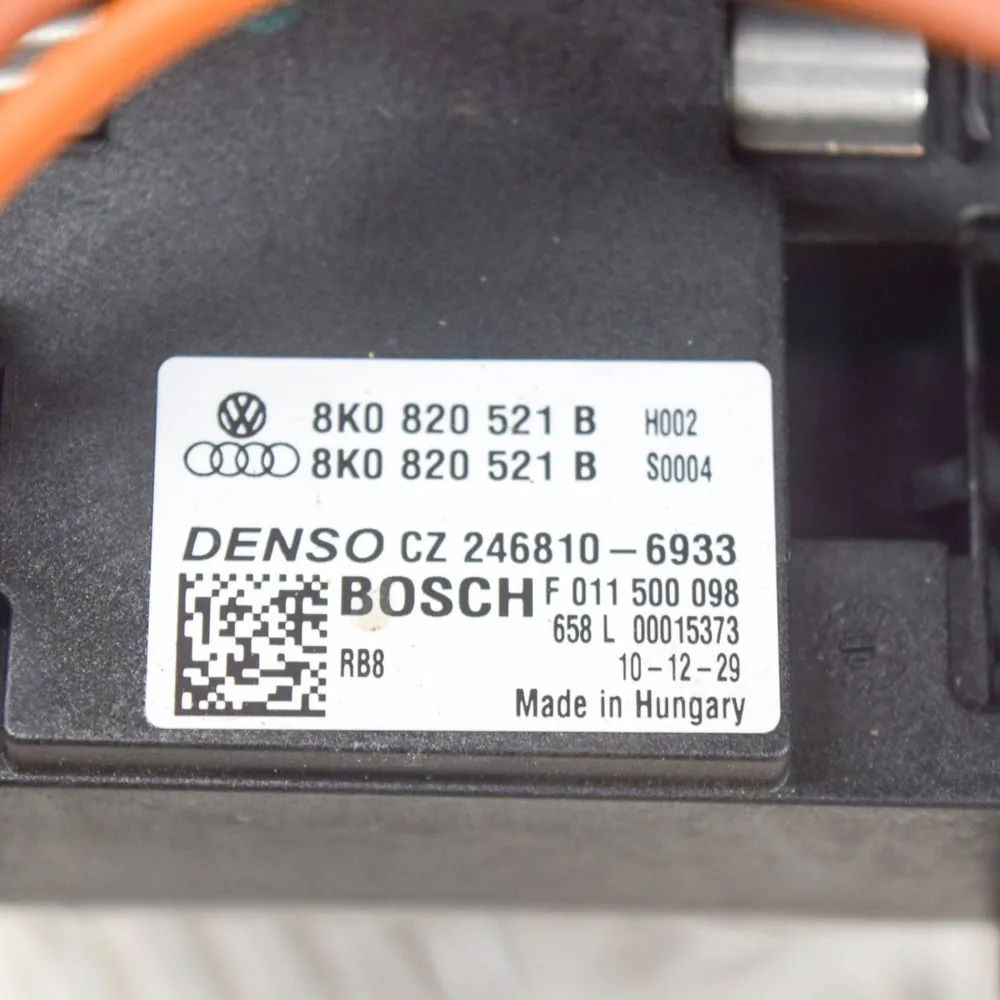 8K0 820 521 B H002
8K0 820 521 B S0004
DENSO CZ 246810-6933
BOSCH F 011 500 098
658 L 00015373
RB8 10-12-29
Made in Hungary